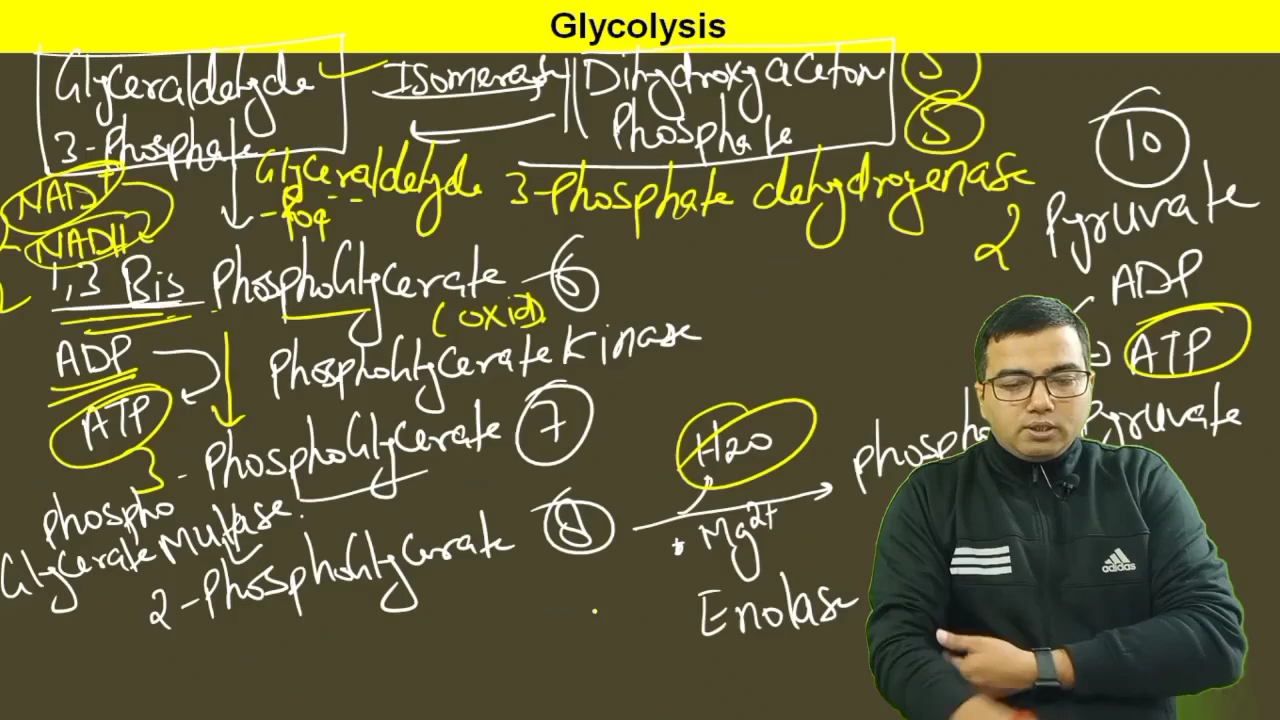 Glycolysis
Glyceraldehyde
3-Phosphate
Isomerase
Dihydroxyaceton
Phosphate
5
5
10
NAD+
NADH
Glyceraldehyde 3-Phosphate dehydrogenase
2 Pyruvate
1,3 Bis PhosphoGlycerate - 6
(oxid)
ADP
ATP
PhosphoGlycerate Kinase
ADP
ATP
3-PhosphoGlycerate 7
H2O
Phospho
Pyruvate
Phospho
Glycerate Mutase
2-PhosphoGlycerate 8
Mg2+
Enolase
adidas